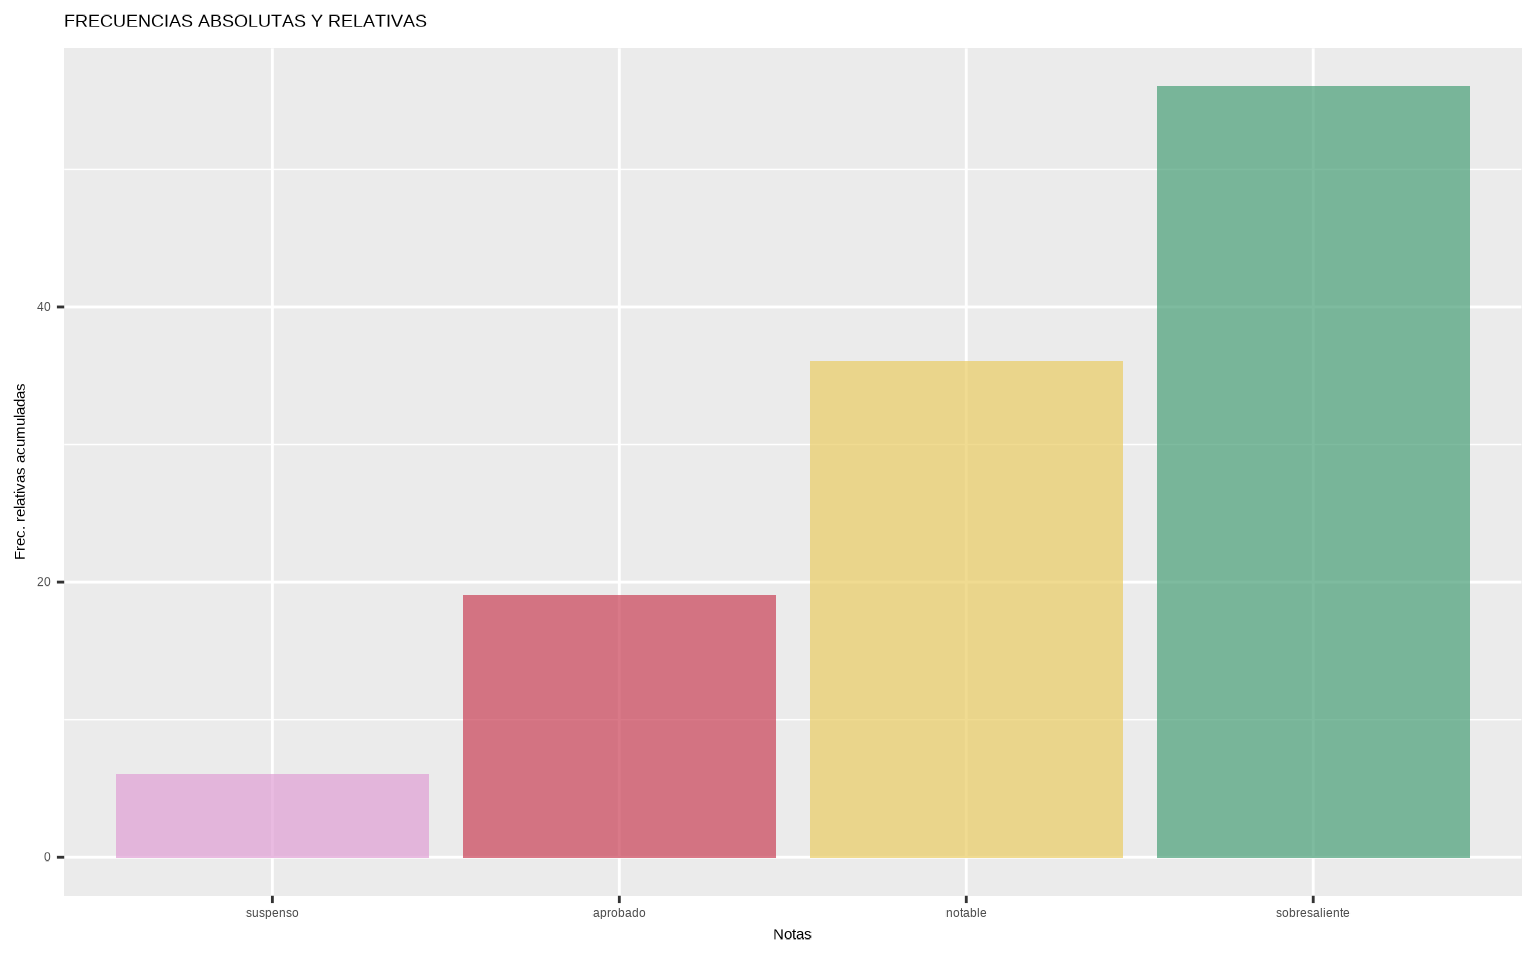 FRECUENCIAS ABSOLUTAS Y RELATIVAS
Frec. relativas acumuladas
40
20
0
suspenso
aprobado
notable
sobresaliente
Notas